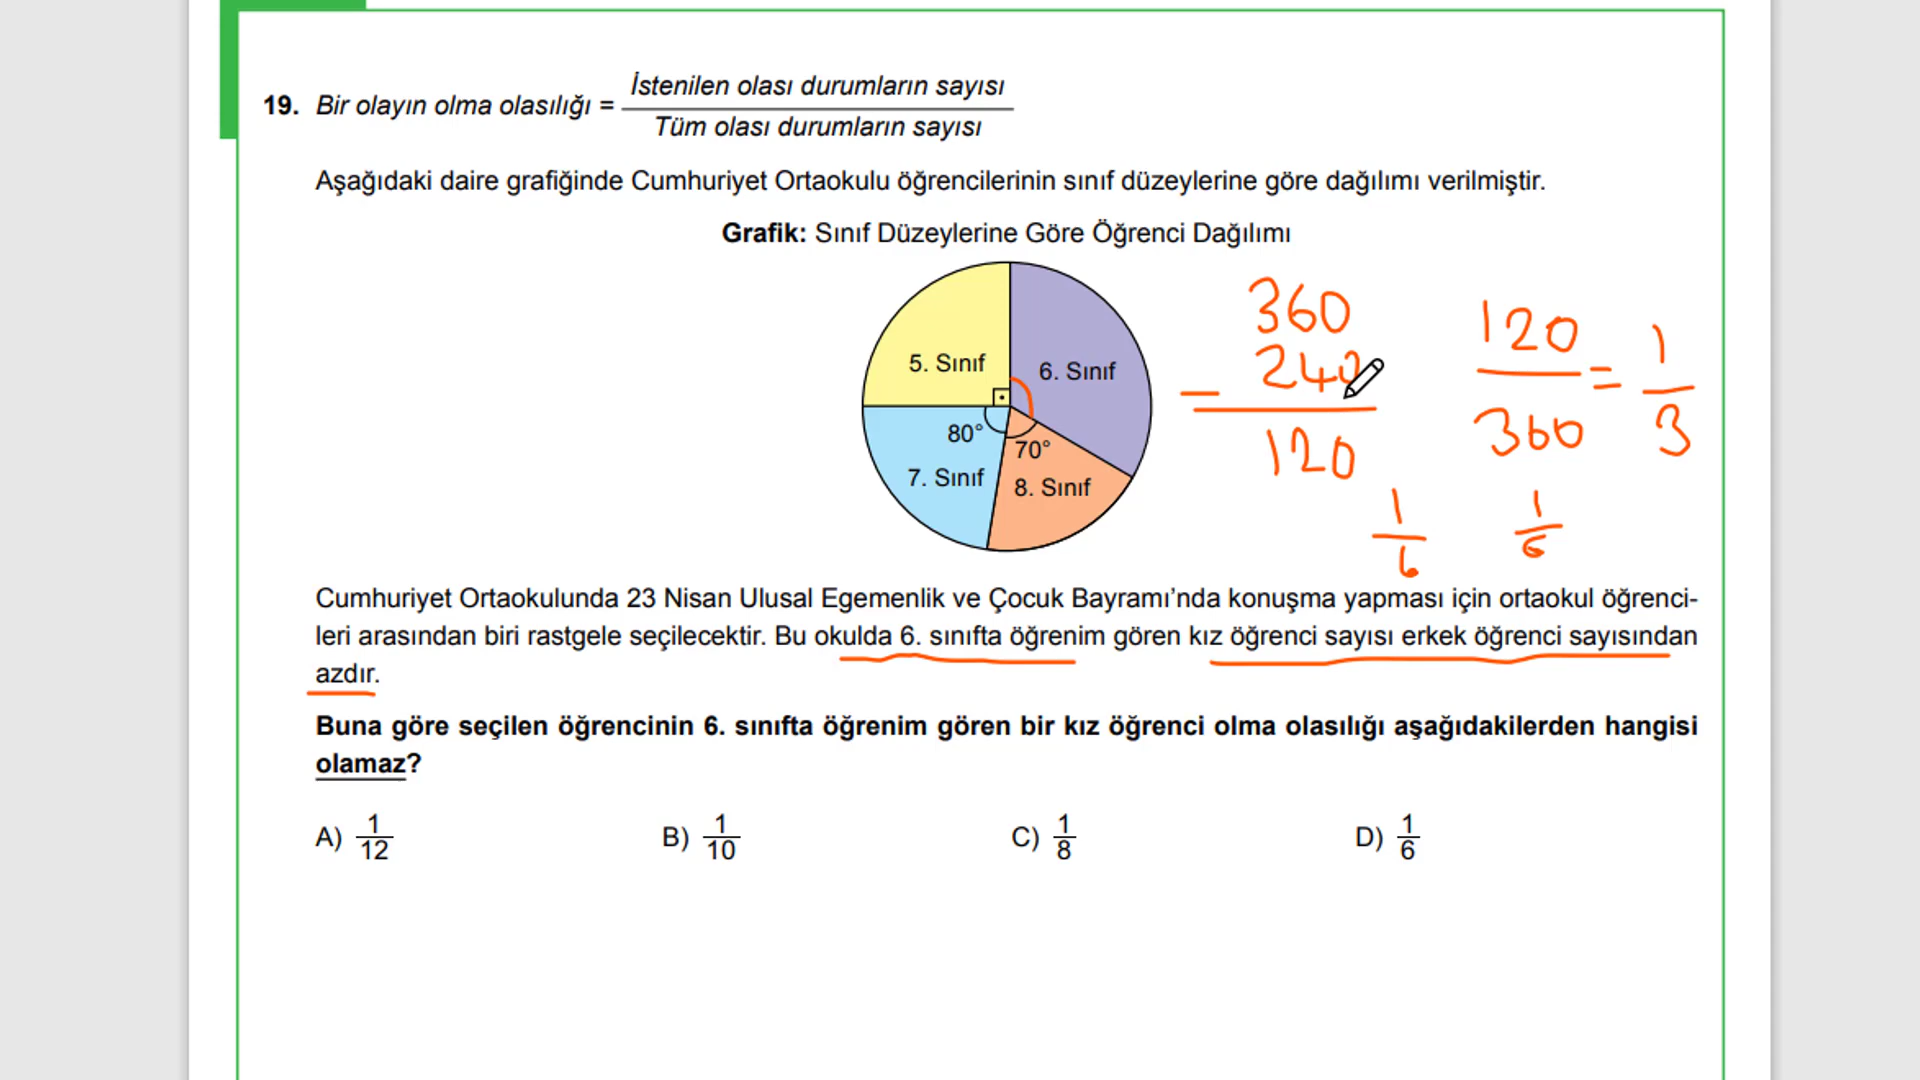 19. Bir olayın olma olasılığı = İstenilen olası durumların sayısı
Tüm olası durumların sayısı
Aşağıdaki daire grafiğinde Cumhuriyet Ortaokulu öğrencilerinin sınıf düzeylerine göre dağılımı verilmiştir.
Grafik: Sınıf Düzeylerine Göre Öğrenci Dağılımı
5. Sınıf
6. Sınıf
80°
70°
7. Sınıf
8. Sınıf
360
- 240
120
120/360 = 1/3
1/6
1/6
Cumhuriyet Ortaokulunda 23 Nisan Ulusal Egemenlik ve Çocuk Bayramı’nda konuşma yapması için ortaokul öğrenci-
leri arasından biri rastgele seçilecektir. Bu okulda 6. sınıfta öğrenim gören kız öğrenci sayısı erkek öğrenci sayısından
azdır.
Buna göre seçilen öğrencinin 6. sınıfta öğrenim gören bir kız öğrenci olma olasılığı aşağıdakilerden hangisi
olamaz?
A) 1/12 B) 1/10 C) 1/8 D) 1/6